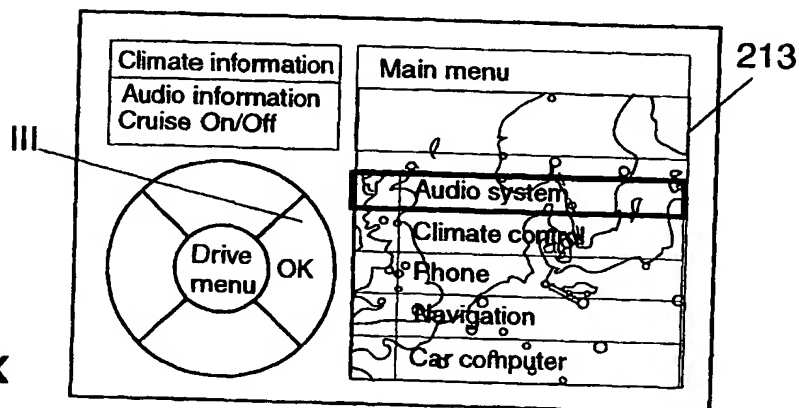 Climate information
Audio information
Cruise On/Off
III
Drive
menu
OK
Main menu
Audio system
Climate control
Phone
Navigation
Car computer
213